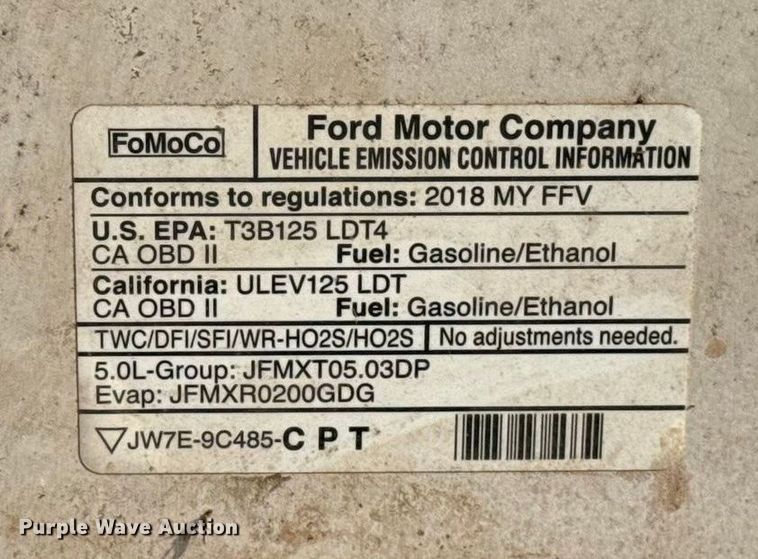 FoMoCo
Ford Motor Company
VEHICLE EMISSION CONTROL INFORMATION
Conforms to regulations: 2018 MY FFV
U.S. EPA: T3B125 LDT4
CA OBD II Fuel: Gasoline/Ethanol
California: ULEV125 LDT
CA OBD II Fuel: Gasoline/Ethanol
TWC/DFI/SFI/WR-HO2S/HO2S No adjustments needed.
5.0L-Group: JFMXT05.03DP
Evap: JFMXR0200GDG
JW7E-9C485-C P T
Purple Wave Auction